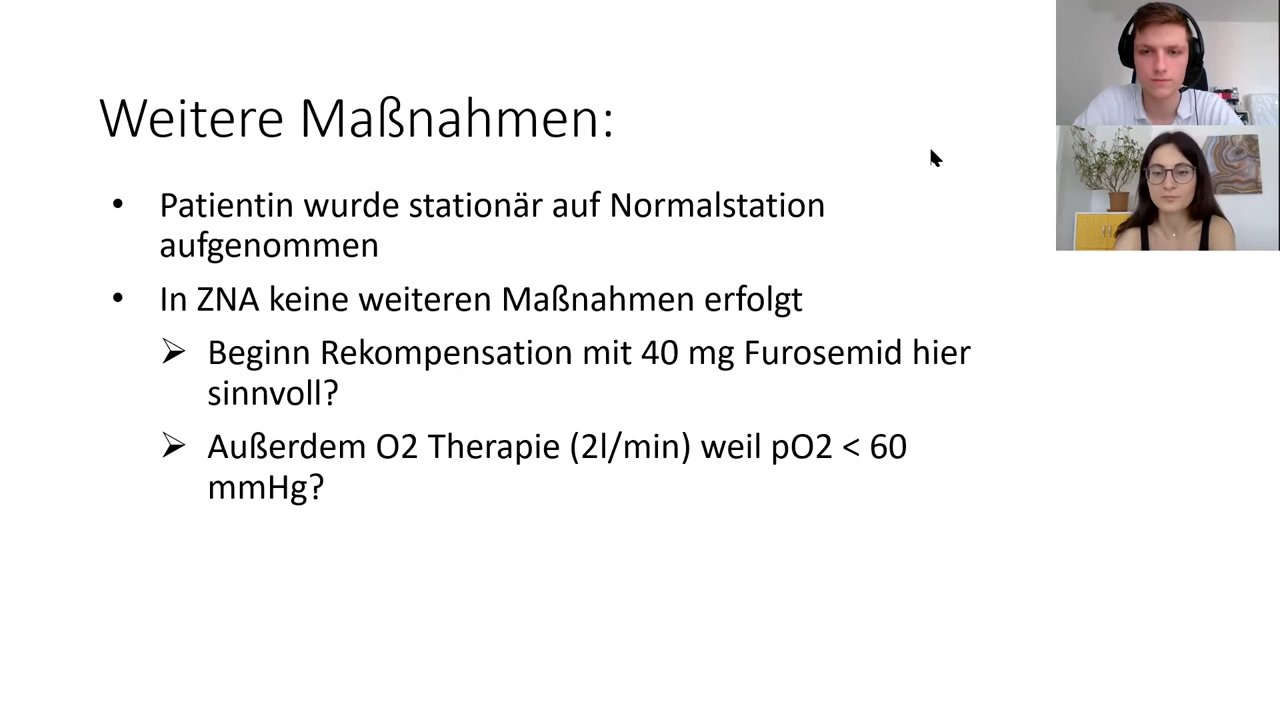 Weitere Maßnahmen:
• Patientin wurde stationär auf Normalstation
aufgenommen
• In ZNA keine weiteren Maßnahmen erfolgt
➢ Beginn Rekompensation mit 40 mg Furosemid hier
sinnvoll?
➢ Außerdem O2 Therapie (2l/min) weil pO2 < 60
mmHg?